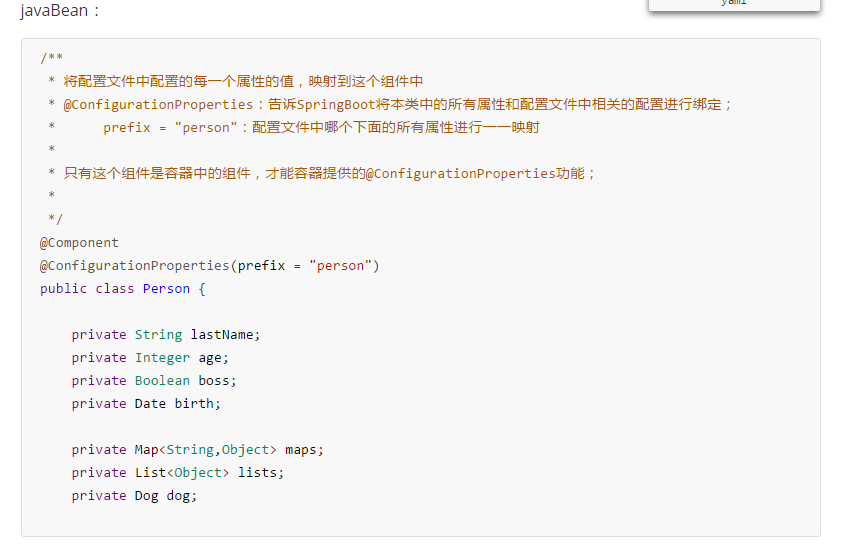 yaml
javaBean：
/**
 * 将配置文件中配置的每一个属性的值，映射到这个组件中
 * @ConfigurationProperties：告诉SpringBoot将本类中的所有属性和配置文件中相关的配置进行绑定；
 *      prefix = "person"：配置文件中哪个下面的所有属性进行一一映射
 *
 * 只有这个组件是容器中的组件，才能容器提供的@ConfigurationProperties功能；
 *
 */
@Component
@ConfigurationProperties(prefix = "person")
public class Person {
    private String lastName;
    private Integer age;
    private Boolean boss;
    private Date birth;
    private Map<String,Object> maps;
    private List<Object> lists;
    private Dog dog;